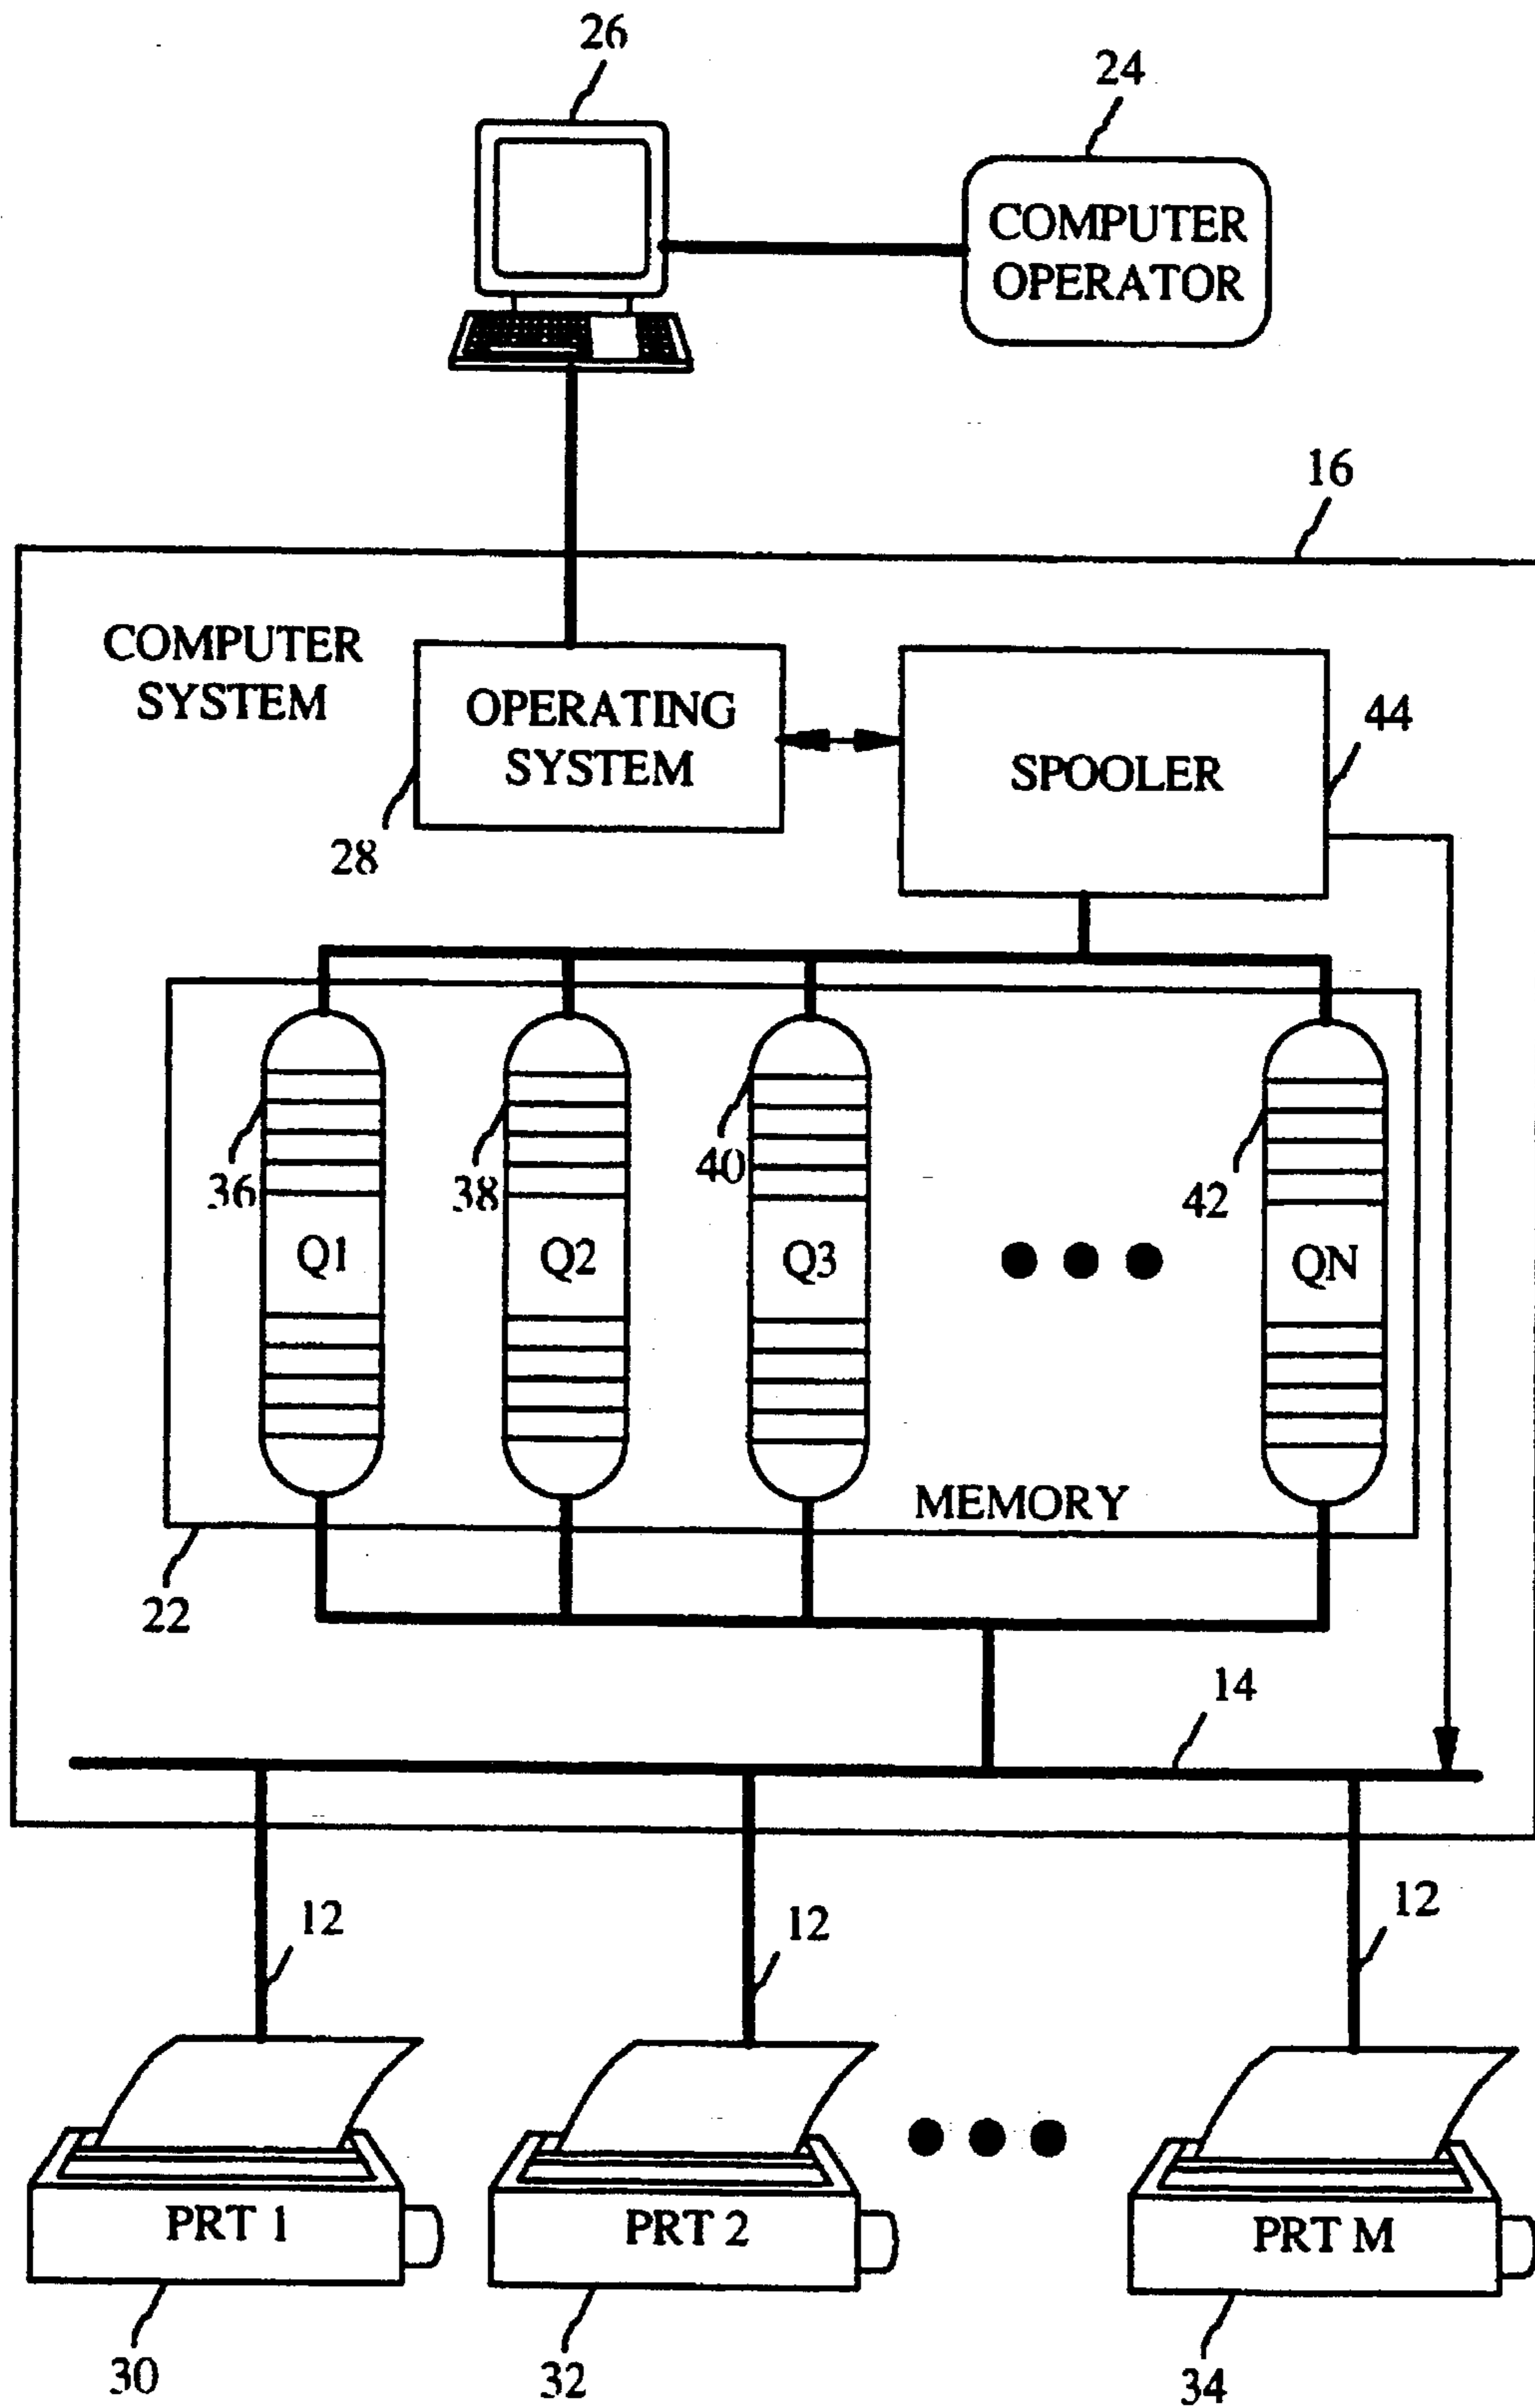 26
24
COMPUTER
OPERATOR
16
COMPUTER
SYSTEM
OPERATING
SYSTEM
28
SPOOLER
44
36
38
40
42
Q1
Q2
Q3
QN
MEMORY
22
14
12
12
12
PRT 1
PRT 2
PRT M
30
32
34